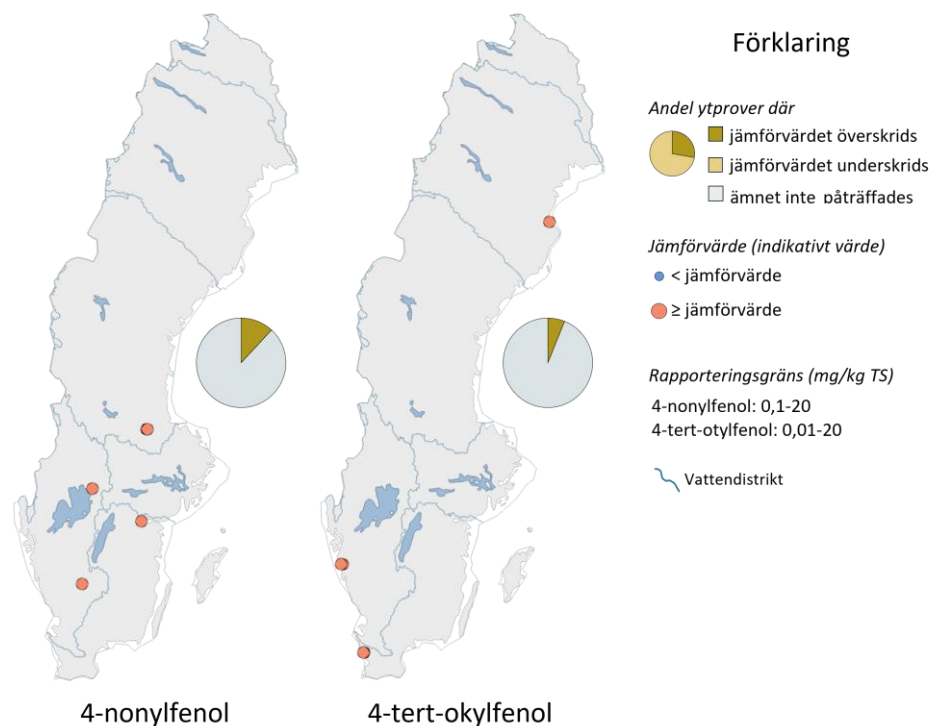 Förklaring
Andel ytprover där
jämförvärdet överskrids
jämförvärdet underskrids
ämnet inte påträffades
Jämförvärde (indikativt värde)
< jämförvärde
≥ jämförvärde
Rapporteringsgräns (mg/kg TS)
4-nonylfenol: 0,1-20
4-tert-otylfenol: 0,01-20
Vattendistrikt
4-nonylfenol
4-tert-okylfenol